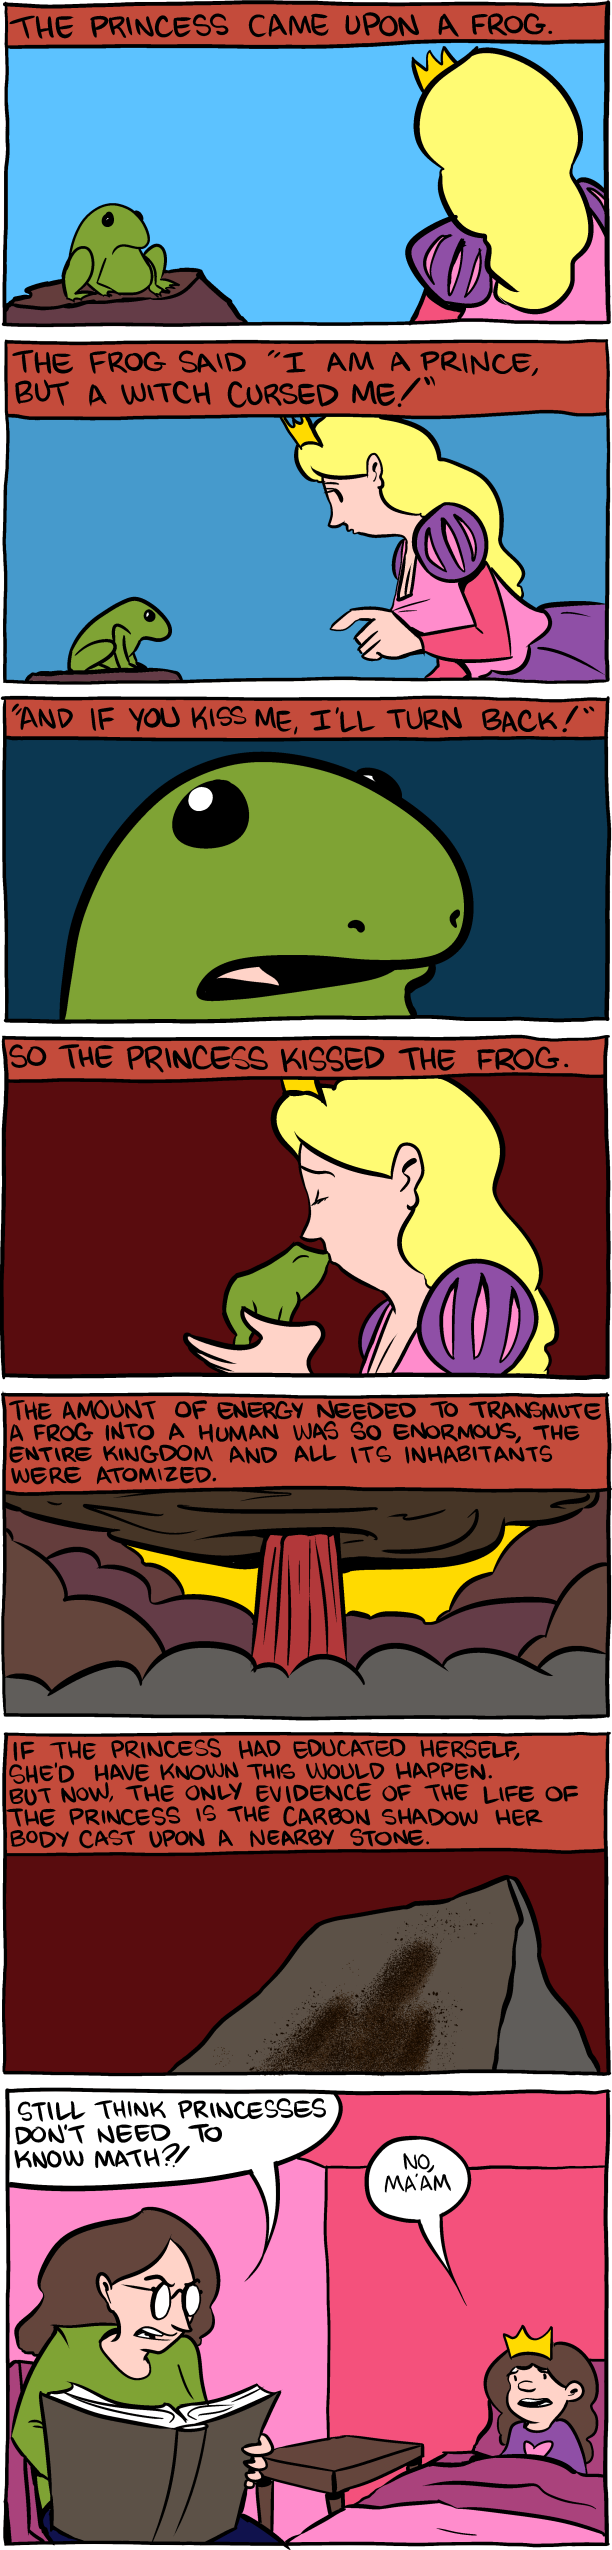 THE PRINCESS CAME UPON A FROG.
THE FROG SAID "I AM A PRINCE,
BUT A WITCH CURSED ME!"
"AND IF YOU KISS ME, I'LL TURN BACK!"
SO THE PRINCESS KISSED THE FROG.
THE AMOUNT OF ENERGY NEEDED TO TRANSMUTE
A FROG INTO A HUMAN WAS SO ENORMOUS, THE
ENTIRE KINGDOM AND ALL ITS INHABITANTS
WERE ATOMIZED.
IF THE PRINCESS HAD EDUCATED HERSELF,
SHE'D HAVE KNOWN THIS WOULD HAPPEN.
BUT NOW, THE ONLY EVIDENCE OF THE LIFE OF
THE PRINCESS IS THE CARBON SHADOW HER
BODY CAST UPON A NEARBY STONE.
STILL THINK PRINCESSES
DON'T NEED TO
KNOW MATH?!
NO,
MA'AM